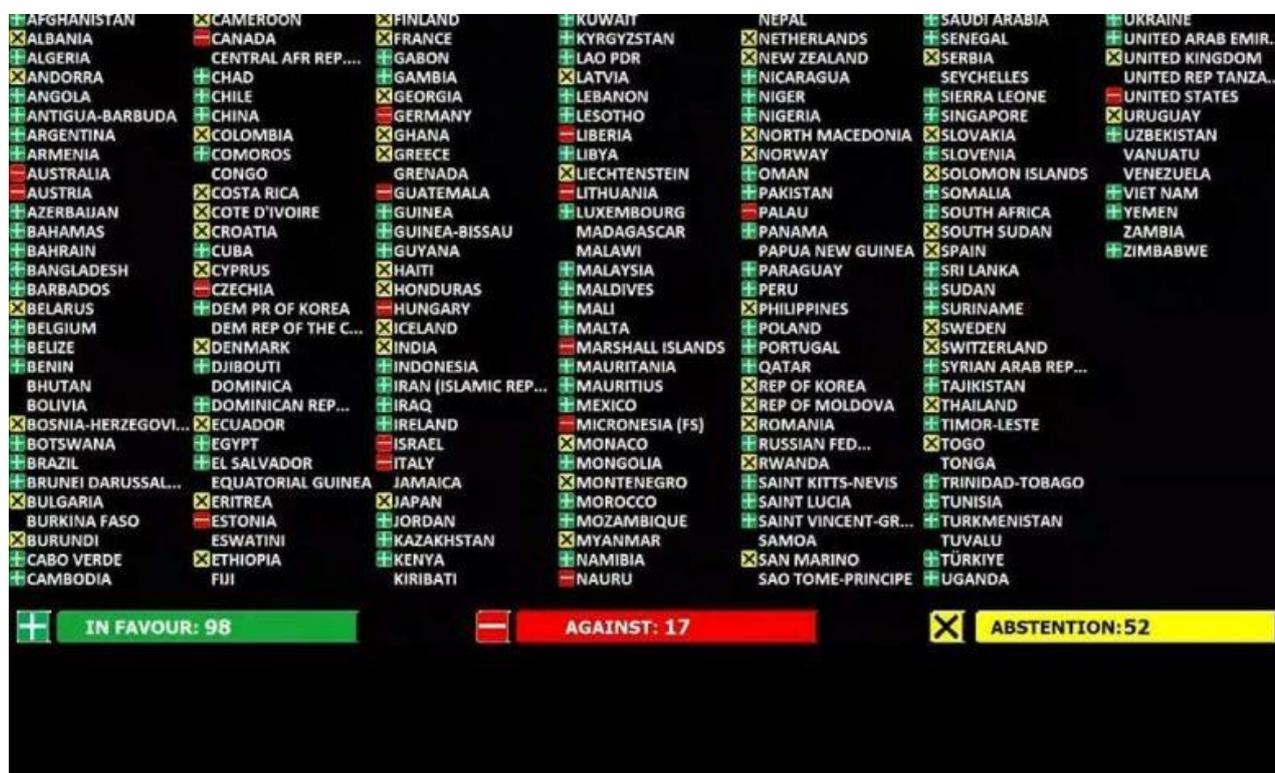 AFGHANISTAN
ALBANIA
ALGERIA
ANDORRA
ANGOLA
ANTIGUA-BARBUDA
ARGENTINA
ARMENIA
AUSTRALIA
AUSTRIA
AZERBAIJAN
BAHAMAS
BAHRAIN
BANGLADESH
BARBADOS
BELARUS
BELGIUM
BELIZE
BENIN
BHUTAN
BOLIVIA
BOSNIA-HERZEGOVI...
BOTSWANA
BRAZIL
BRUNEI DARUSSAL...
BULGARIA
BURKINA FASO
BURUNDI
CABO VERDE
CAMBODIA
CAMEROON
CANADA
CENTRAL AFR REP....
CHAD
CHILE
CHINA
COLOMBIA
COMOROS
CONGO
COSTA RICA
COTE D'IVOIRE
CROATIA
CUBA
CYPRUS
CZECHIA
DEM PR OF KOREA
DEM REP OF THE C...
DENMARK
DJIBOUTI
DOMINICA
DOMINICAN REP...
ECUADOR
EGYPT
EL SALVADOR
EQUATORIAL GUINEA
ERITREA
ESTONIA
ESWATINI
ETHIOPIA
FIJI
FINLAND
FRANCE
GABON
GAMBIA
GEORGIA
GERMANY
GHANA
GREECE
GRENADA
GUATEMALA
GUINEA
GUINEA-BISSAU
GUYANA
HAITI
HONDURAS
HUNGARY
ICELAND
INDIA
INDONESIA
IRAN (ISLAMIC REP...
IRAQ
IRELAND
ISRAEL
ITALY
JAMAICA
JAPAN
JORDAN
KAZAKHSTAN
KENYA
KIRIBATI
KUWAIT
KYRGYZSTAN
LAO PDR
LATVIA
LEBANON
LESOTHO
LIBERIA
LIBYA
LIECHTENSTEIN
LITHUANIA
LUXEMBOURG
MADAGASCAR
MALAWI
MALAYSIA
MALDIVES
MALI
MALTA
MARSHALL ISLANDS
MAURITANIA
MAURITIUS
MEXICO
MICRONESIA (FS)
MONACO
MONGOLIA
MONTENEGRO
MOROCCO
MOZAMBIQUE
MYANMAR
NAMIBIA
NAURU
NEPAL
NETHERLANDS
NEW ZEALAND
NICARAGUA
NIGER
NIGERIA
NORTH MACEDONIA
NORWAY
OMAN
PAKISTAN
PALAU
PANAMA
PAPUA NEW GUINEA
PARAGUAY
PERU
PHILIPPINES
POLAND
PORTUGAL
QATAR
REP OF KOREA
REP OF MOLDOVA
ROMANIA
RUSSIAN FED...
RWANDA
SAINT KITTS-NEVIS
SAINT LUCIA
SAINT VINCENT-GR...
SAMOA
SAN MARINO
SAO TOME-PRINCIPE
SAUDI ARABIA
SENEGAL
SERBIA
SEYCHELLES
SIERRA LEONE
SINGAPORE
SLOVAKIA
SLOVENIA
SOLOMON ISLANDS
SOMALIA
SOUTH AFRICA
SOUTH SUDAN
SPAIN
SRI LANKA
SUDAN
SURINAME
SWEDEN
SWITZERLAND
SYRIAN ARAB REP...
TAJIKISTAN
THAILAND
TIMOR-LESTE
TOGO
TONGA
TRINIDAD-TOBAGO
TUNISIA
TURKMENISTAN
TUVALU
TÜRKIYE
UGANDA
UKRAINE
UNITED ARAB EMIR..
UNITED KINGDOM
UNITED REP TANZA..
UNITED STATES
URUGUAY
UZBEKISTAN
VANUATU
VENEZUELA
VIET NAM
YEMEN
ZAMBIA
ZIMBABWE
IN FAVOUR: 98
AGAINST: 17
ABSTENTION:52